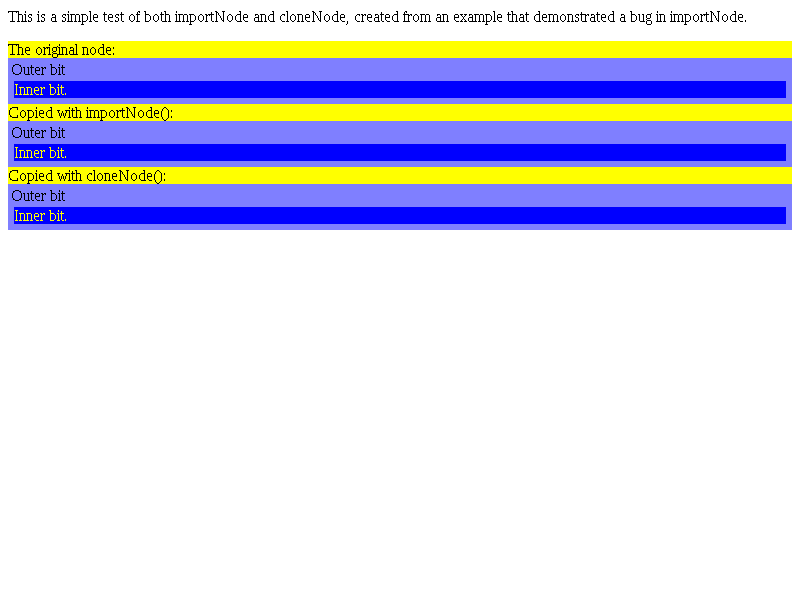 This is a simple test of both importNode and cloneNode, created from an example that demonstrated a bug in importNode.
The original node:
Outer bit
Inner bit.
Copied with importNode():
Outer bit
Inner bit.
Copied with cloneNode():
Outer bit
Inner bit.